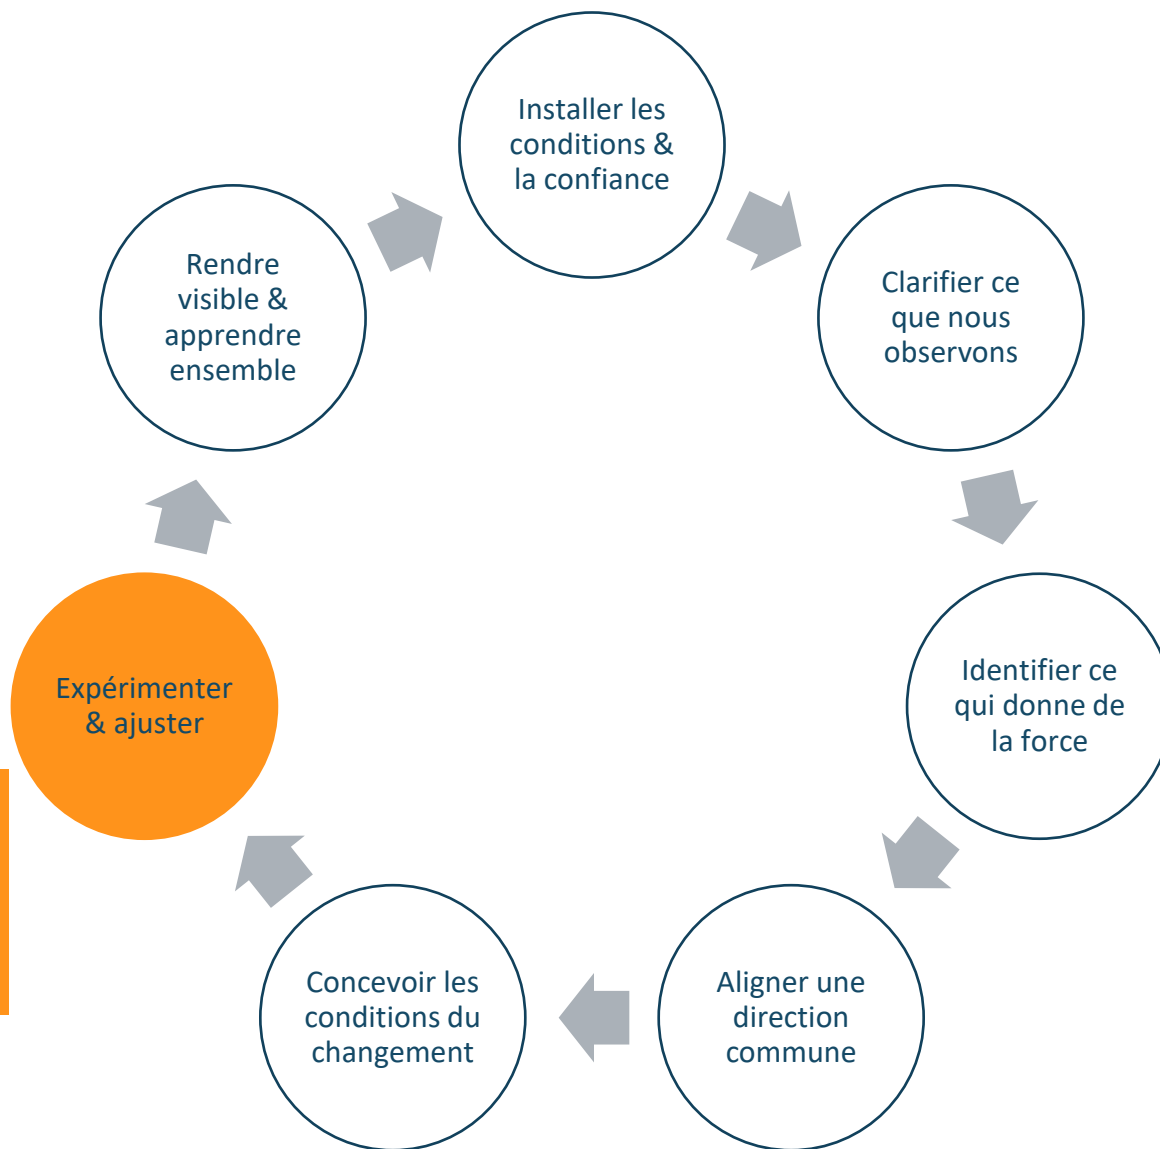 Installer les
conditions &
la confiance
Clarifier ce
que nous
observons
Identifier ce
qui donne de
la force
Aligner une
direction
commune
Concevoir les
conditions du
changement
Expérimenter
& ajuster
Rendre
visible &
apprendre
ensemble